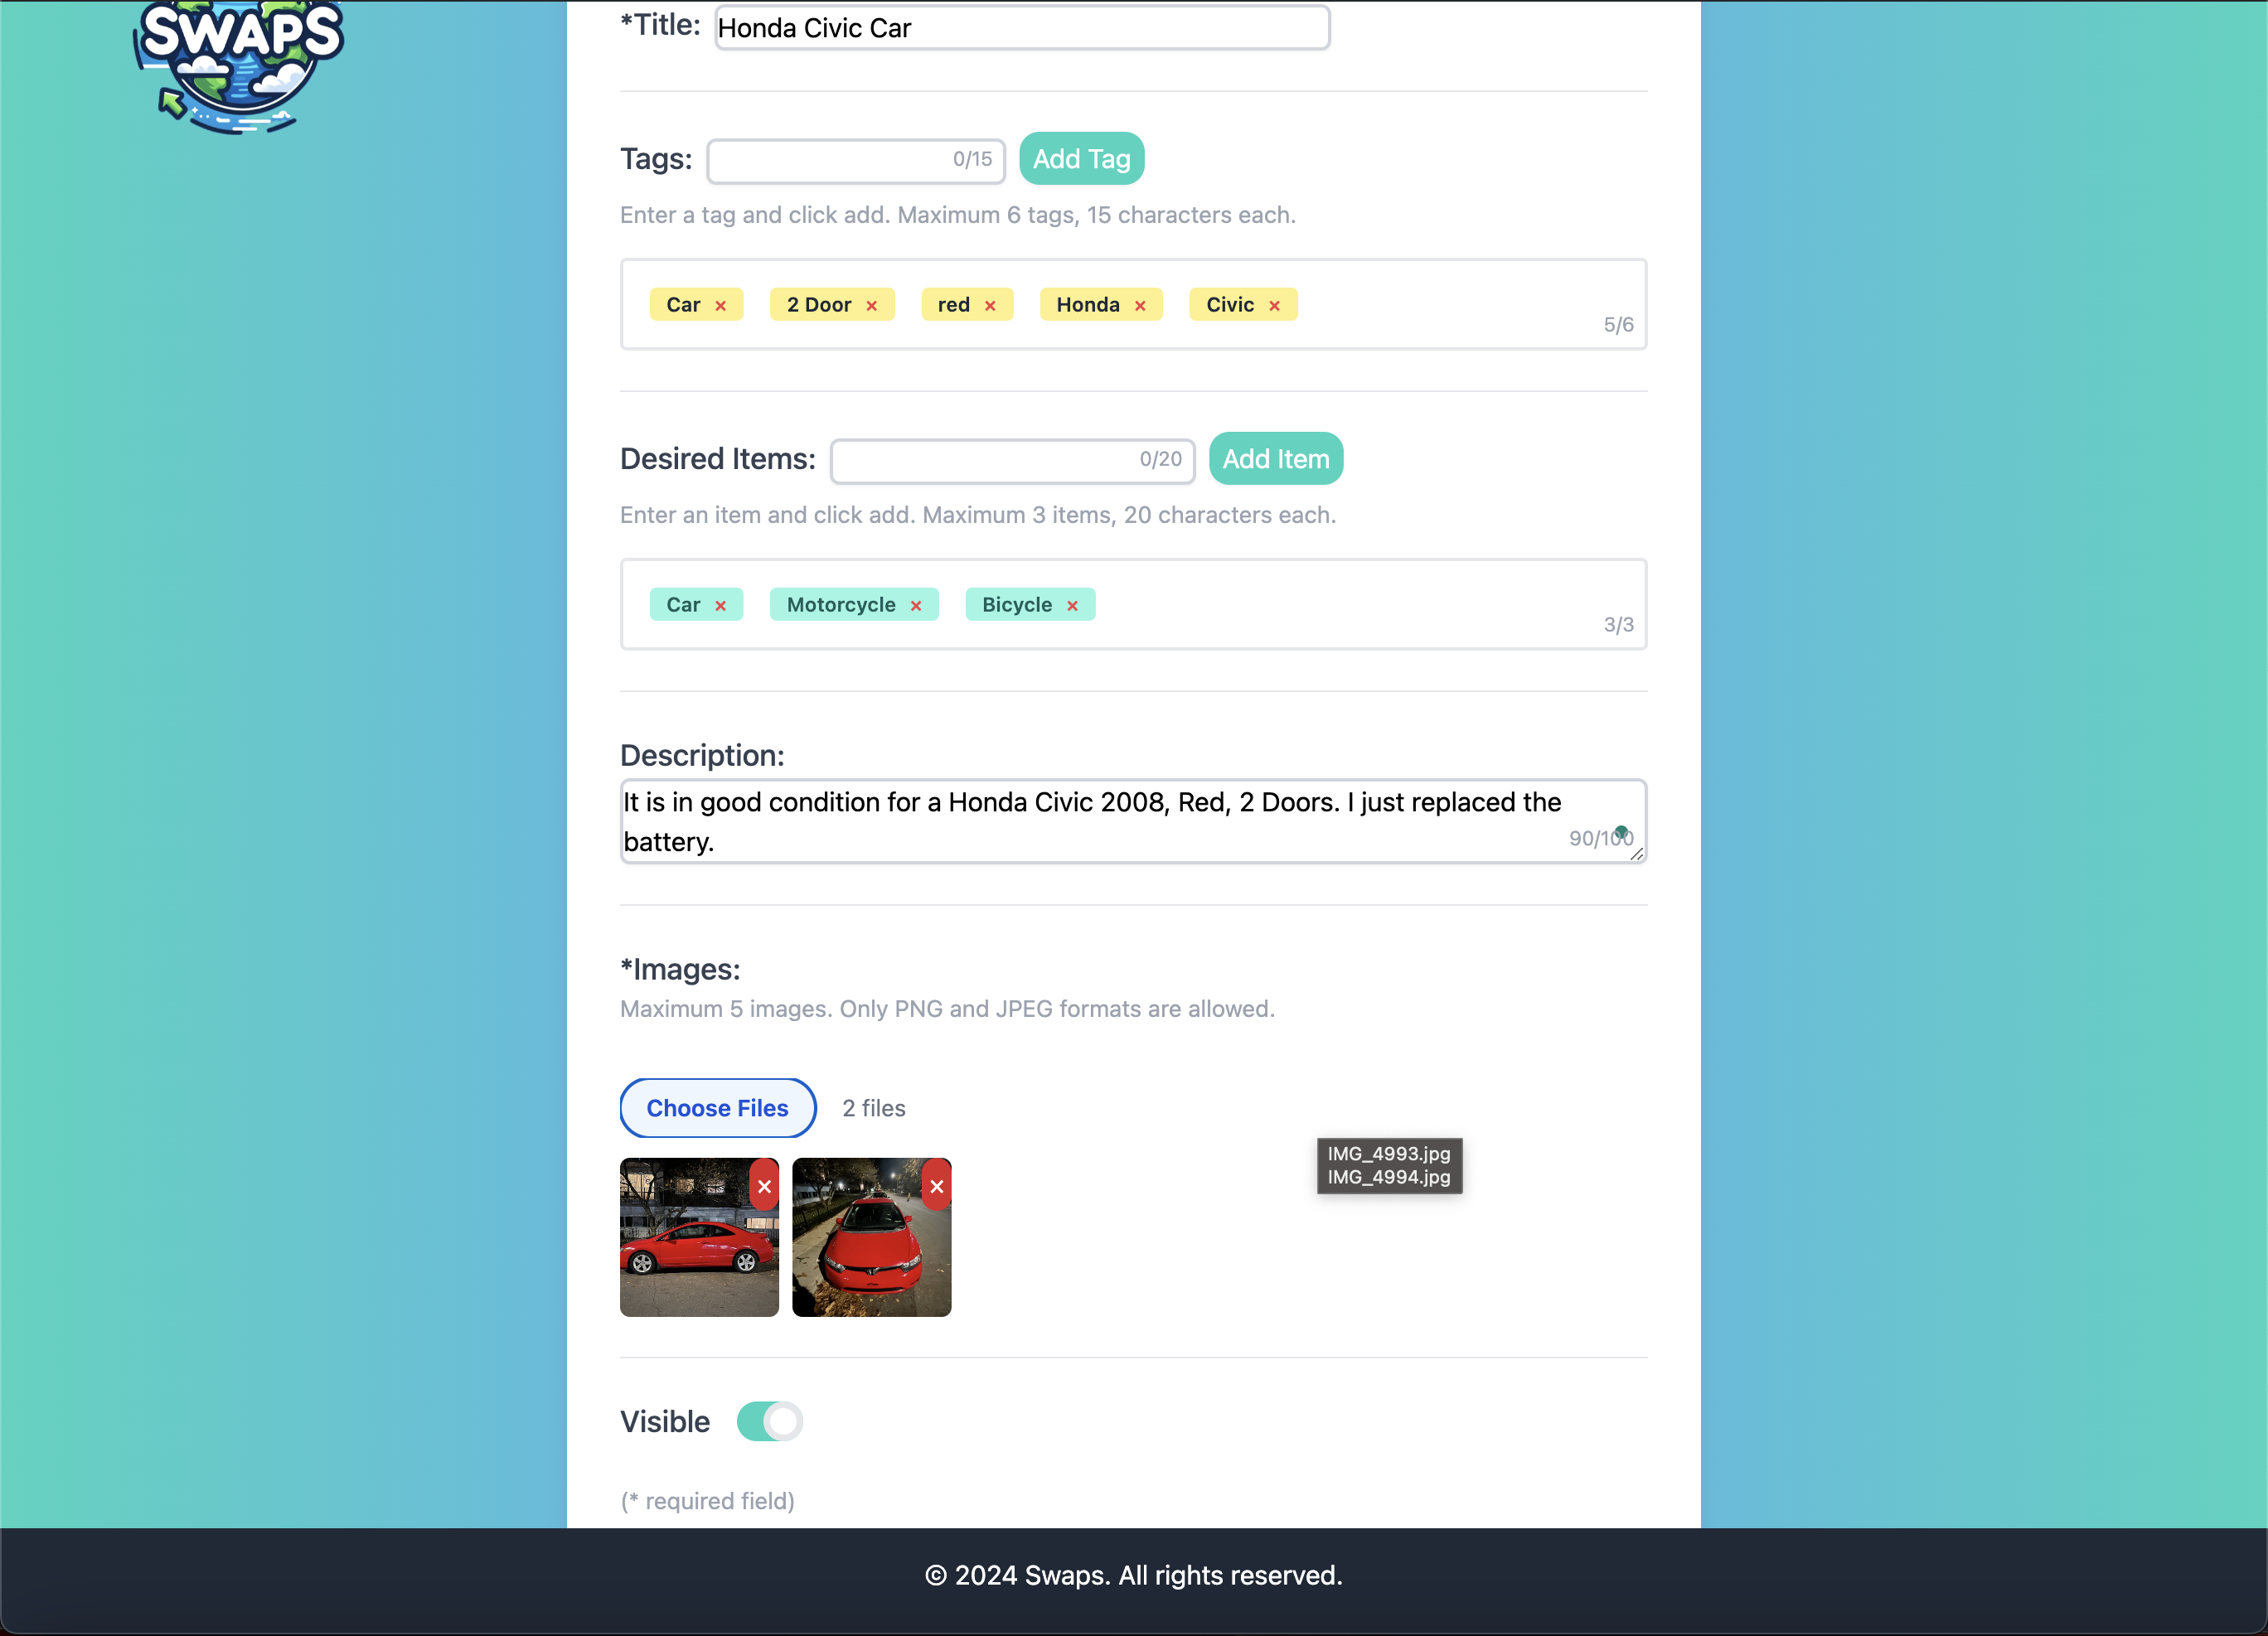 SWAPS
*Title: Honda Civic Car
Tags: 0/15 Add Tag
Enter a tag and click add. Maximum 6 tags, 15 characters each.
Car × 2 Door × red × Honda × Civic ×
5/6
Desired Items: 0/20 Add Item
Enter an item and click add. Maximum 3 items, 20 characters each.
Car × Motorcycle × Bicycle ×
3/3
Description:
It is in good condition for a Honda Civic 2008, Red, 2 Doors. I just replaced the
battery.
90/100
*Images:
Maximum 5 images. Only PNG and JPEG formats are allowed.
Choose Files 2 files
IMG_4993.jpg
IMG_4994.jpg
Visible
(* required field)
© 2024 Swaps. All rights reserved.